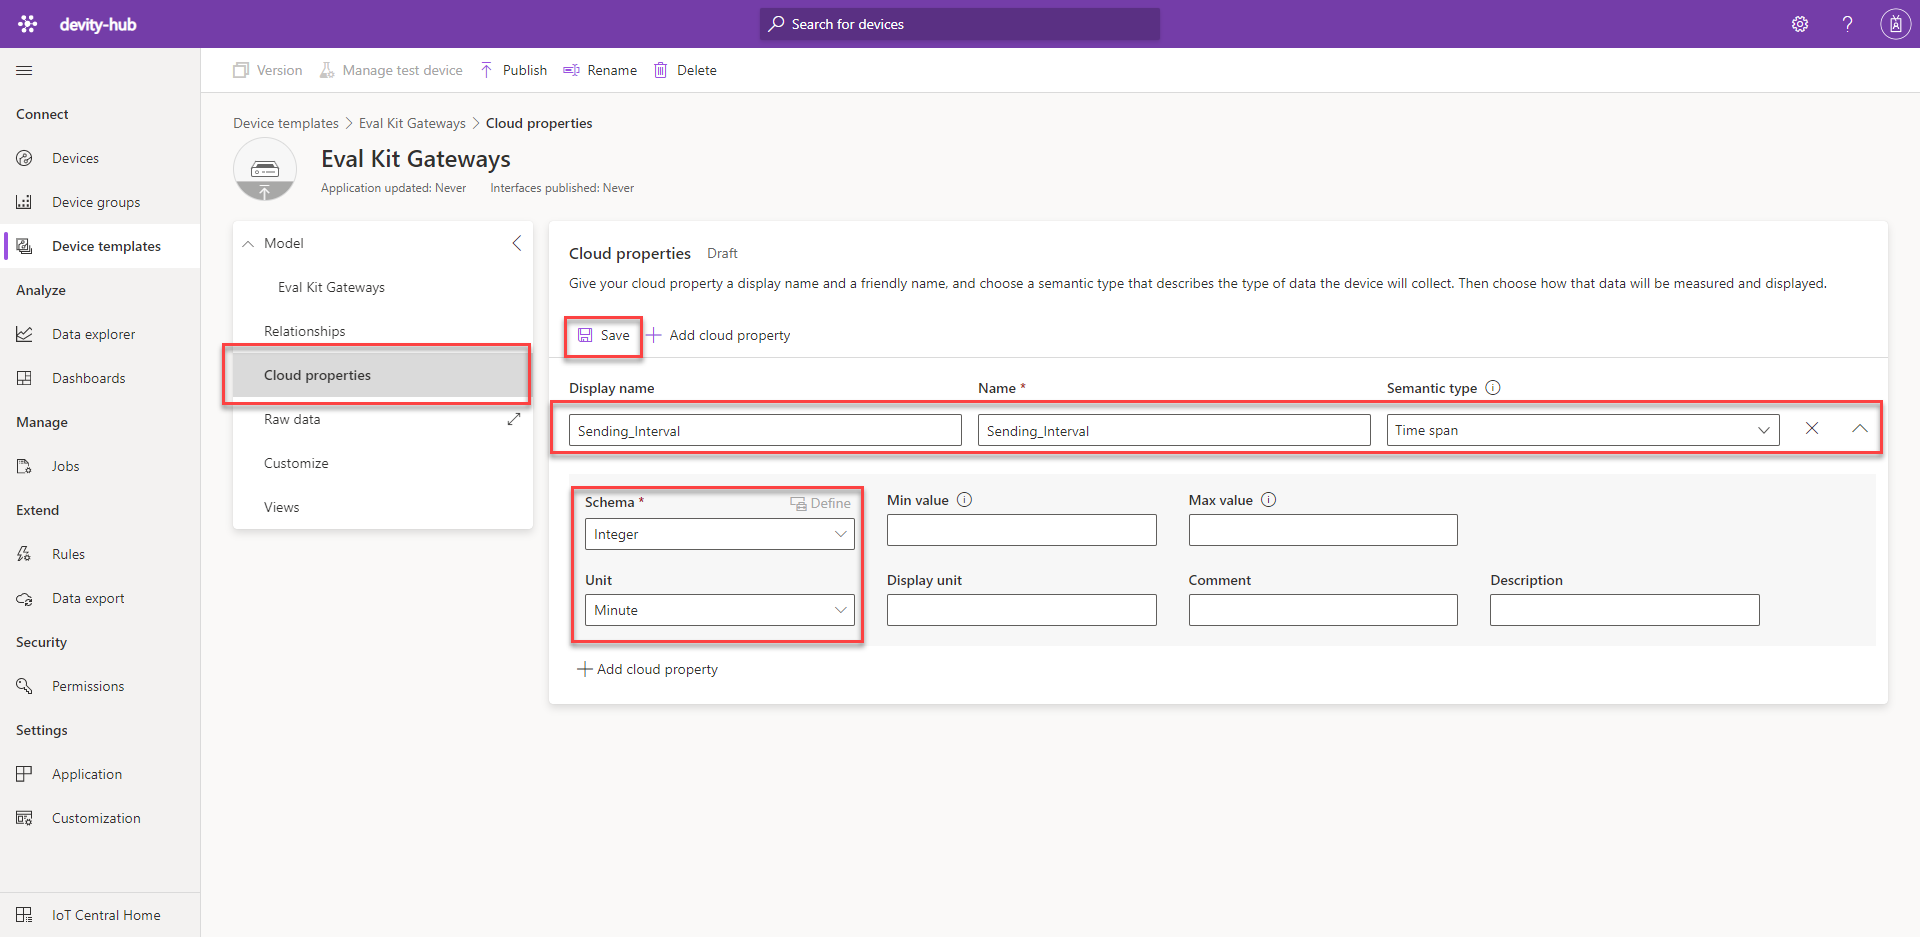 devity-hub
Search for devices
Version Manage test device Publish Rename Delete
Connect
Devices
Device groups
Device templates
Analyze
Data explorer
Dashboards
Manage
Jobs
Extend
Rules
Data export
Security
Permissions
Settings
Application
Customization
IoT Central Home
Device templates > Eval Kit Gateways > Cloud properties
Eval Kit Gateways
Application updated: Never Interfaces published: Never
Model
Eval Kit Gateways
Relationships
Cloud properties
Raw data
Customize
Views
Cloud properties Draft
Give your cloud property a display name and a friendly name, and choose a semantic type that describes the type of data the device will collect. Then choose how that data will be measured and displayed.
Save Add cloud property
Display name Name * Semantic type
Sending_Interval Sending_Interval Time span
Schema * Define Min value Max value
Integer
Unit Display unit Comment Description
Minute
Add cloud property